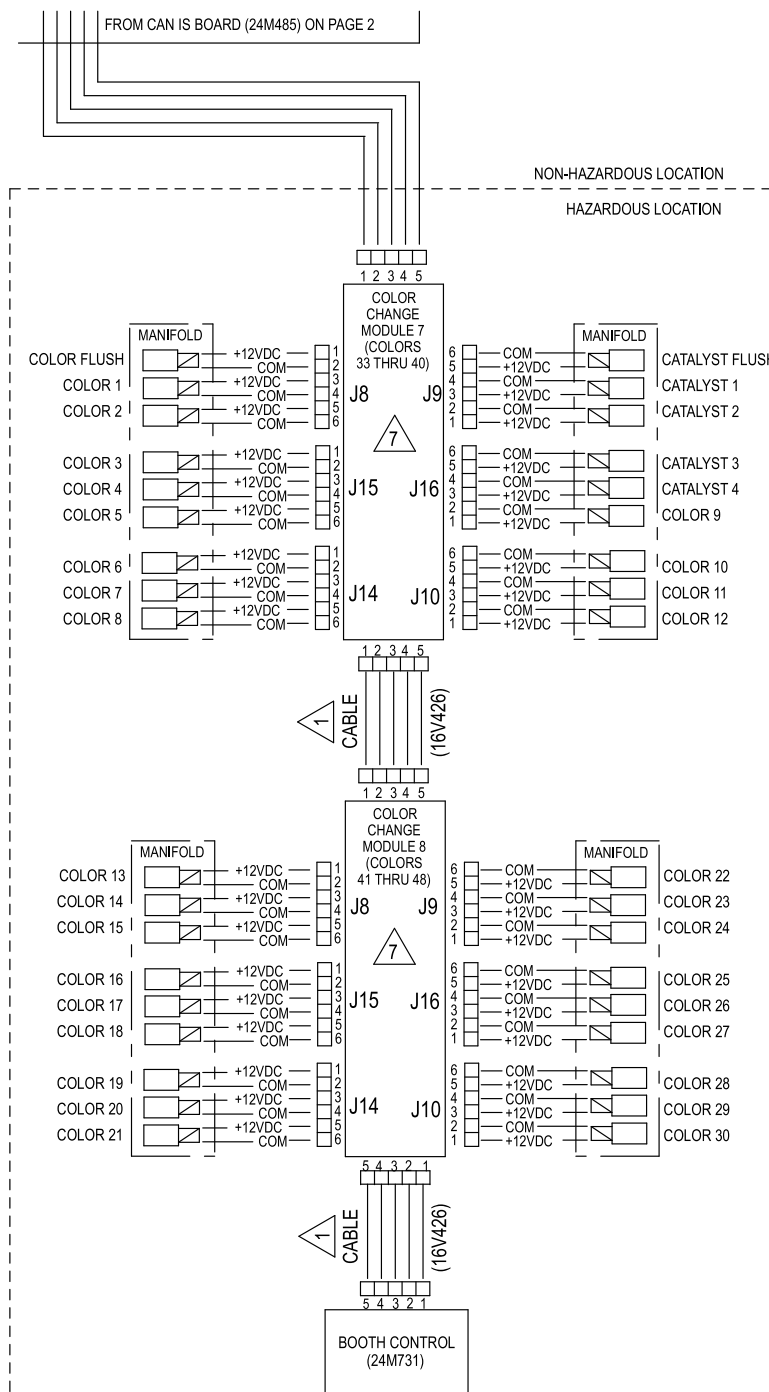 FROM CAN IS BOARD (24M485) ON PAGE 2
NON-HAZARDOUS LOCATION
HAZARDOUS LOCATION
1 2 3 4 5
COLOR
CHANGE
MODULE 7
(COLORS
33 THRU 40)
MANIFOLD
MANIFOLD
COLOR FLUSH +12VDC 1 6 COM CATALYST FLUSH
COM 2 5 +12VDC
COLOR 1 +12VDC 3 4 COM CATALYST 1
COM 4 J8 J9 3 +12VDC
COLOR 2 +12VDC 5 2 COM CATALYST 2
COM 6 1 +12VDC
7
COLOR 3 +12VDC 1 6 COM CATALYST 3
COM 2 5 +12VDC
COLOR 4 +12VDC 3 J15 J16 4 COM CATALYST 4
COM 4 3 +12VDC
COLOR 5 +12VDC 5 2 COM COLOR 9
COM 6 1 +12VDC
COLOR 6 +12VDC 1 6 COM COLOR 10
COM 2 5 +12VDC
COLOR 7 +12VDC 3 J14 J10 4 COM COLOR 11
COM 4 3 +12VDC
COLOR 8 +12VDC 5 2 COM COLOR 12
COM 6 1 +12VDC
1 2 3 4 5
1 CABLE (16V426)
1 2 3 4 5
COLOR
CHANGE
MODULE 8
(COLORS
41 THRU 48)
MANIFOLD
MANIFOLD
COLOR 13 +12VDC 1 6 COM COLOR 22
COM 2 5 +12VDC
COLOR 14 +12VDC 3 4 COM COLOR 23
COM 4 J8 J9 3 +12VDC
COLOR 15 +12VDC 5 2 COM COLOR 24
COM 6 1 +12VDC
7
COLOR 16 +12VDC 1 6 COM COLOR 25
COM 2 5 +12VDC
COLOR 17 +12VDC 3 J15 J16 4 COM COLOR 26
COM 4 3 +12VDC
COLOR 18 +12VDC 5 2 COM COLOR 27
COM 6 1 +12VDC
COLOR 19 +12VDC 1 6 COM COLOR 28
COM 2 5 +12VDC
COLOR 20 +12VDC 3 J14 J10 4 COM COLOR 29
COM 4 3 +12VDC
COLOR 21 +12VDC 5 2 COM COLOR 30
COM 6 1 +12VDC
5 4 3 2 1
1 CABLE (16V426)
5 4 3 2 1
BOOTH CONTROL
(24M731)